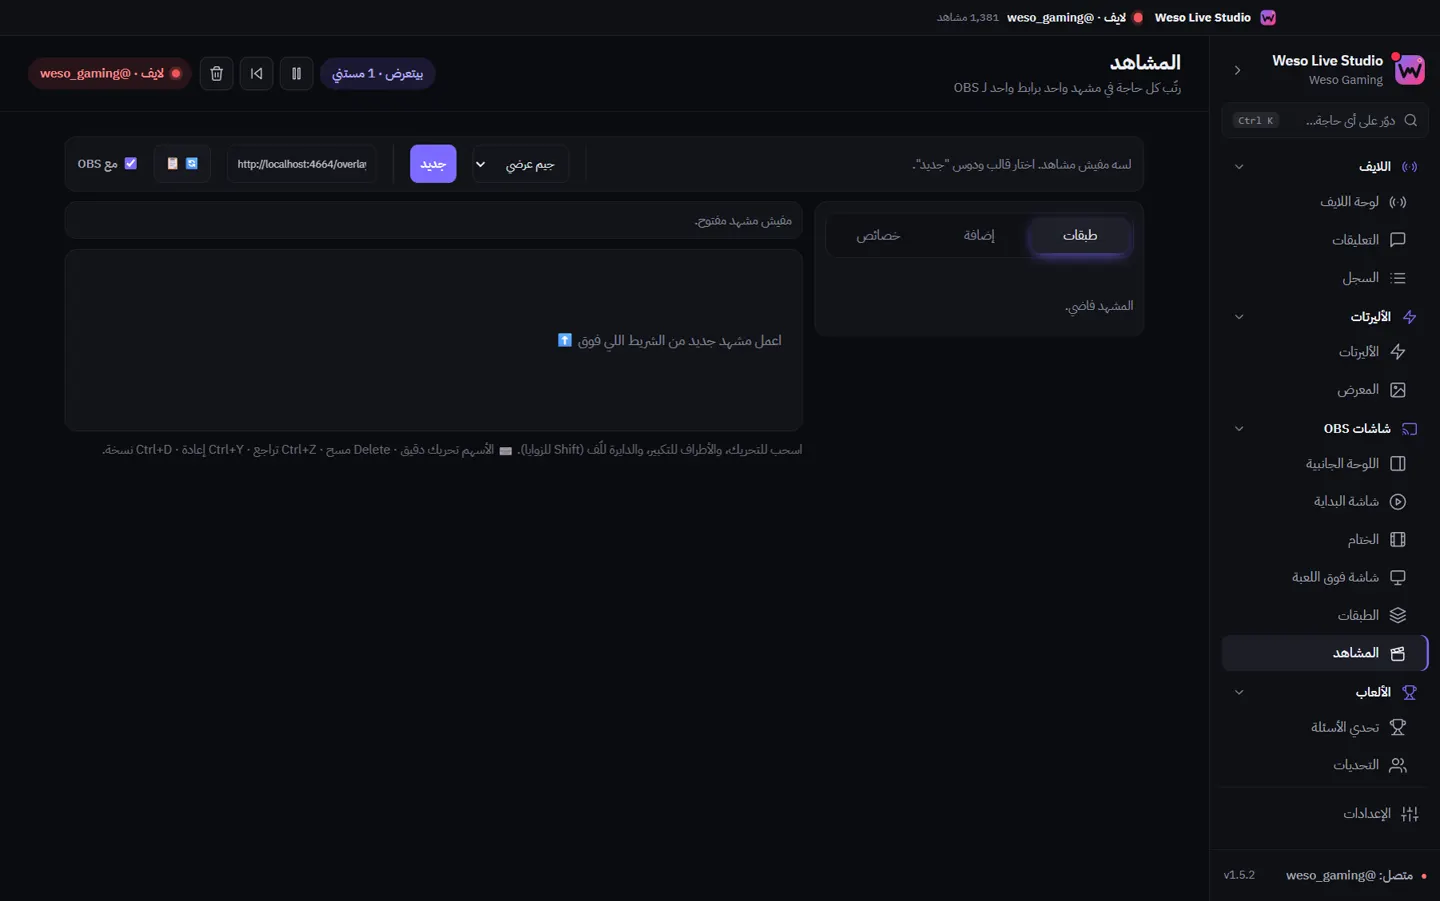 Weso Live Studio
لايف · @weso_gaming
1,381 مشاهد
Weso Live Studio
Weso Gaming
دوّر على أي حاجة...
Ctrl K
اللايف
لوحة اللايف
التعليقات
السجل
الأليرتات
الأليرتات
المعرض
شاشات OBS
اللوحة الجانبية
شاشة البداية
الختام
شاشة فوق اللعبة
الطبقات
المشاهد
الألعاب
تحدي الأسئلة
التحديات
الإعدادات
متصل: @weso_gaming
v1.5.2
المشاهد
رتّب كل حاجة في مشهد واحد برابط واحد لـ OBS
بيتعرض · 1 مستني
لايف · @weso_gaming
لسه مفيش مشاهد. اختار قالب ودوس "جديد".
جيم عرضي
جديد
http://localhost:4664/overlay
مع OBS
طبقات
إضافة
خصائص
المشهد فاضي.
مفيش مشهد مفتوح.
اعمل مشهد جديد من الشريط اللي فوق ⬆️
اسحب للتحريك، والأطراف للتكبير، والدايرة للّف (Shift للزوايا). ⌨️ الأسهم تحريك دقيق · Delete مسح · Ctrl+Z تراجع · Ctrl+Y إعادة · Ctrl+D نسخة.